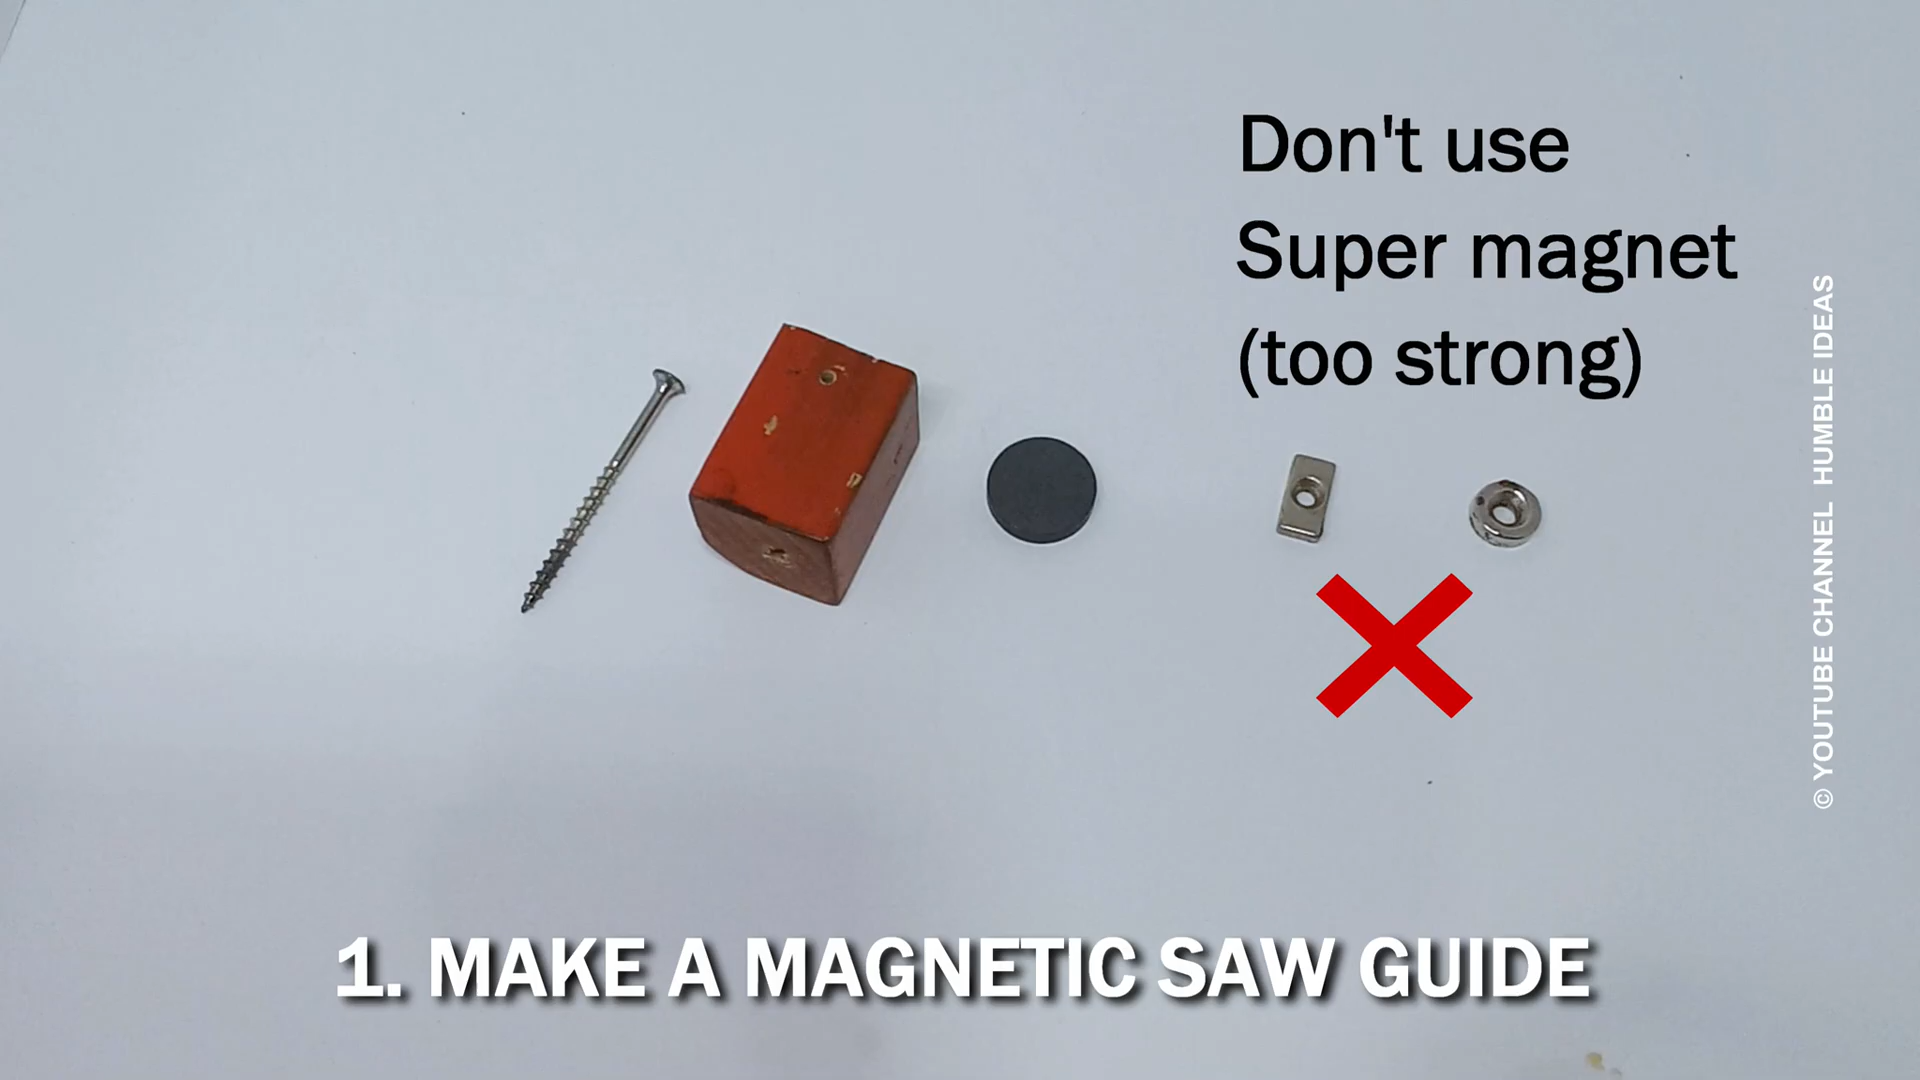 Don't use
Super magnet
(too strong)
© YOUTUBE CHANNEL HUMBLE IDEAS
1. MAKE A MAGNETIC SAW GUIDE